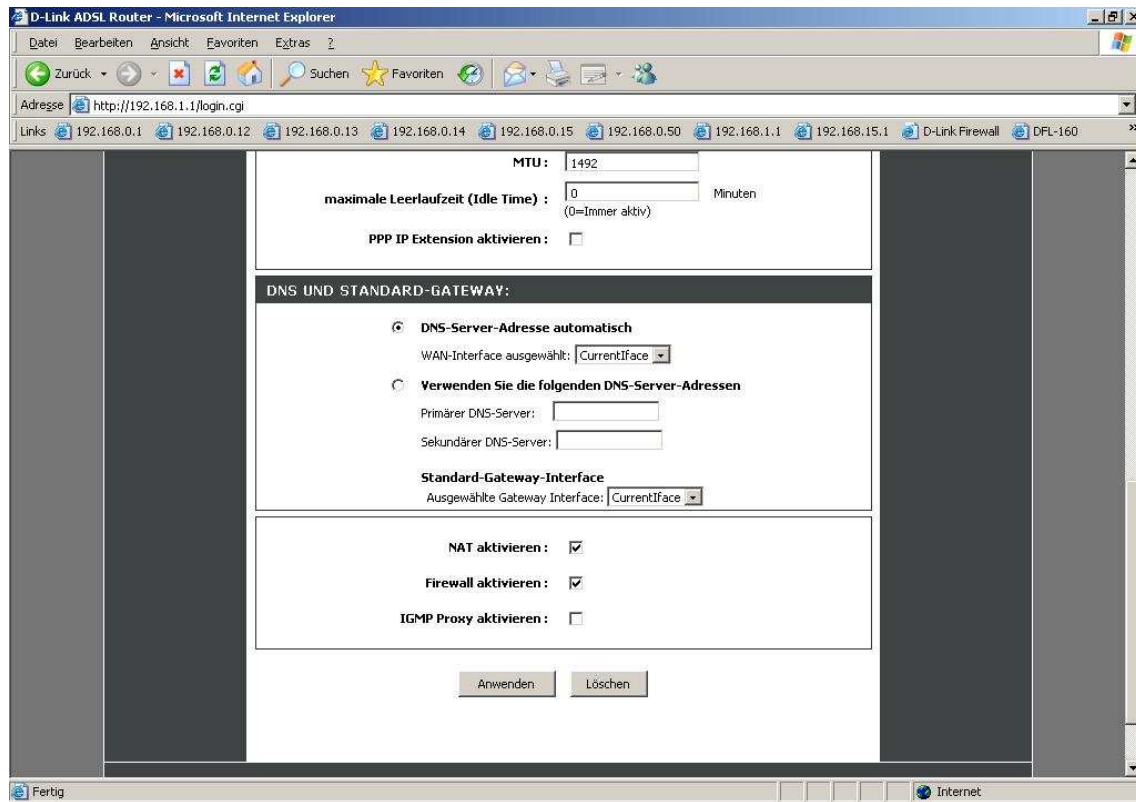 D-Link ADSL Router - Microsoft Internet Explorer
Datei Bearbeiten Ansicht Favoriten Extras ?
Zurück Suchen Favoriten
Adresse http://192.168.1.1/login.cgi
Links 192.168.0.1 192.168.0.12 192.168.0.13 192.168.0.14 192.168.0.15 192.168.0.50 192.168.1.1 192.168.15.1 D-Link Firewall DFL-160 »
MTU : 1492
maximale Leerlaufzeit (Idle Time) : 0 Minuten
(0=Immer aktiv)
PPP IP Extension aktivieren :
DNS UND STANDARD-GATEWAY:
DNS-Server-Adresse automatisch
WAN-Interface ausgewählt: CurrentIface
Verwenden Sie die folgenden DNS-Server-Adressen
Primärer DNS-Server:
Sekundärer DNS-Server:
Standard-Gateway-Interface
Ausgewählte Gateway Interface: CurrentIface
NAT aktivieren :
Firewall aktivieren :
IGMP Proxy aktivieren :
Anwenden Löschen
Fertig Internet